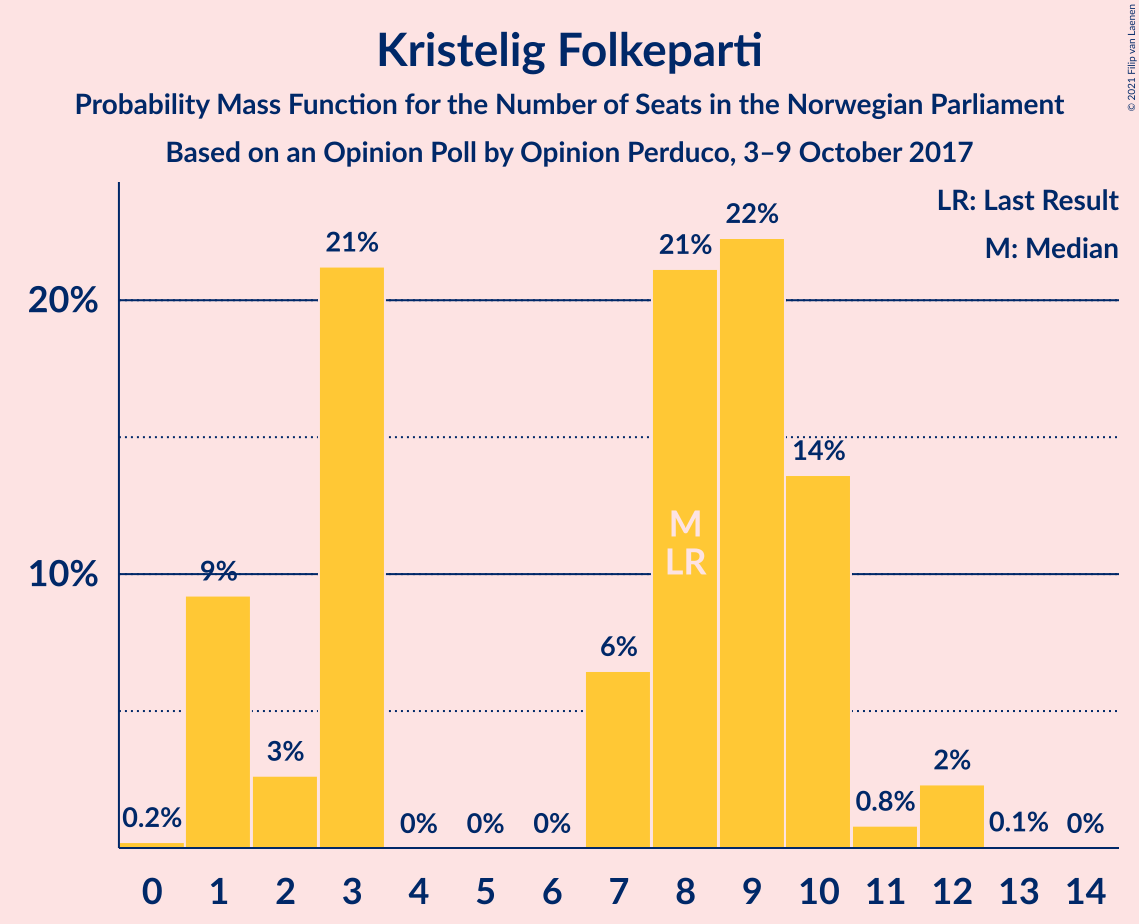 Kristelig Folkeparti
Probability Mass Function for the Number of Seats in the Norwegian Parliament
Based on an Opinion Poll by Opinion Perduco, 3–9 October 2017
© 2021 Filip van Laenen
LR: Last Result
M: Median
20%
10%
0.2%
9%
3%
21%
0%
0%
0%
6%
21%
22%
14%
0.8%
2%
0.1%
0%
M
LR
0 1 2 3 4 5 6 7 8 9 10 11 12 13 14